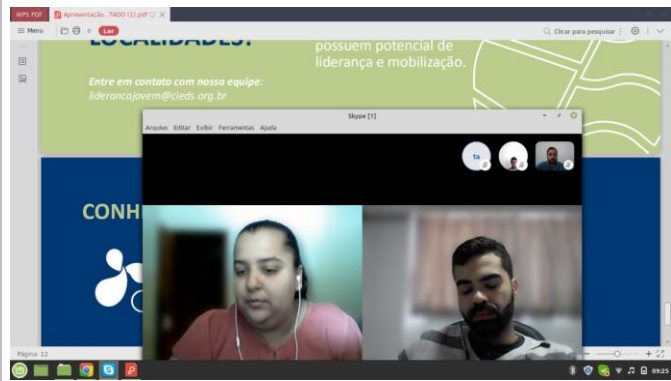 WPS PDF
Apresentação...TADO (2).pdf
Menu
Ler
Clicar para pesquisar
LOCALIDADES?
possuem potencial de
liderança e mobilização.
Entre em contato com nossa equipe:
liderancajovem@cieds.org.br
Skype [1]
Arquivo Editar Exibir Ferramentas Ajuda
ta
CONH
Página: 12
09:23